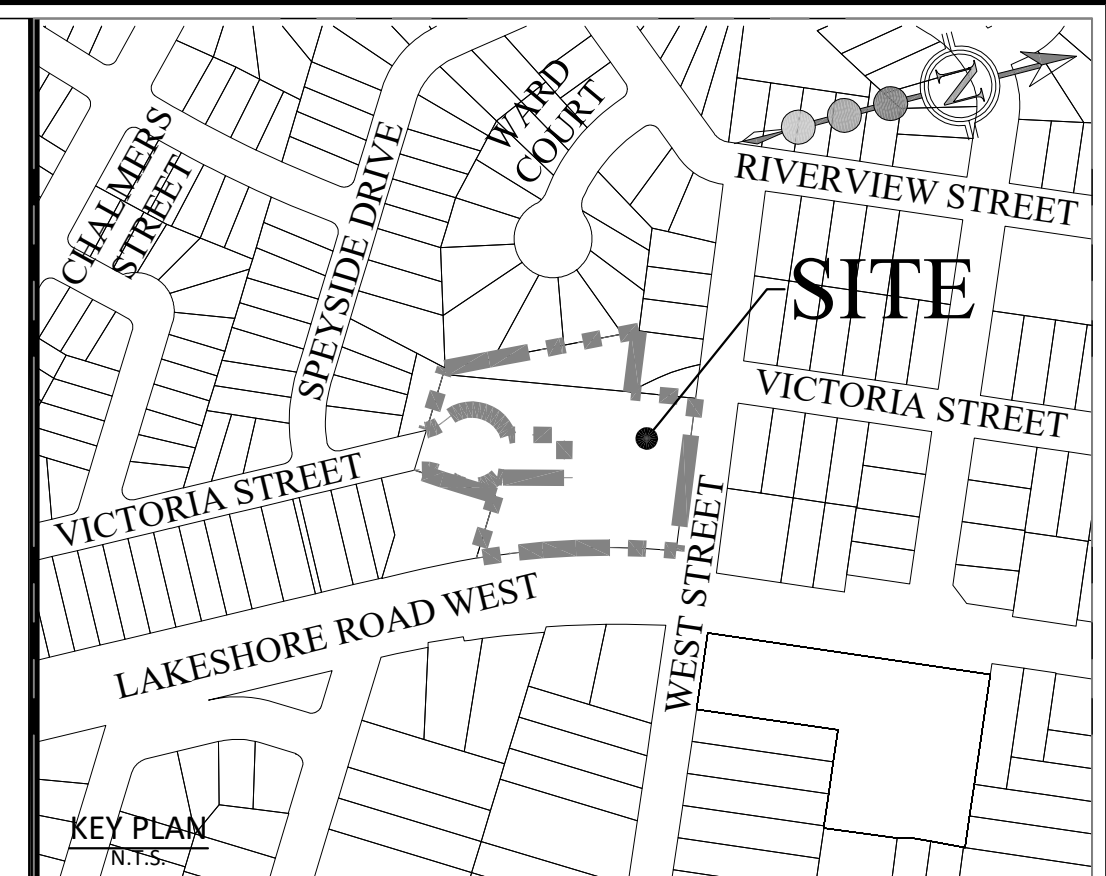 WARD
COURT
N
CHALMERS
STREET
SPEYSIDE DRIVE
RIVERVIEW STREET
SITE
VICTORIA STREET
VICTORIA STREET
WEST STREET
LAKESHORE ROAD WEST
KEY PLAN
N.T.S.